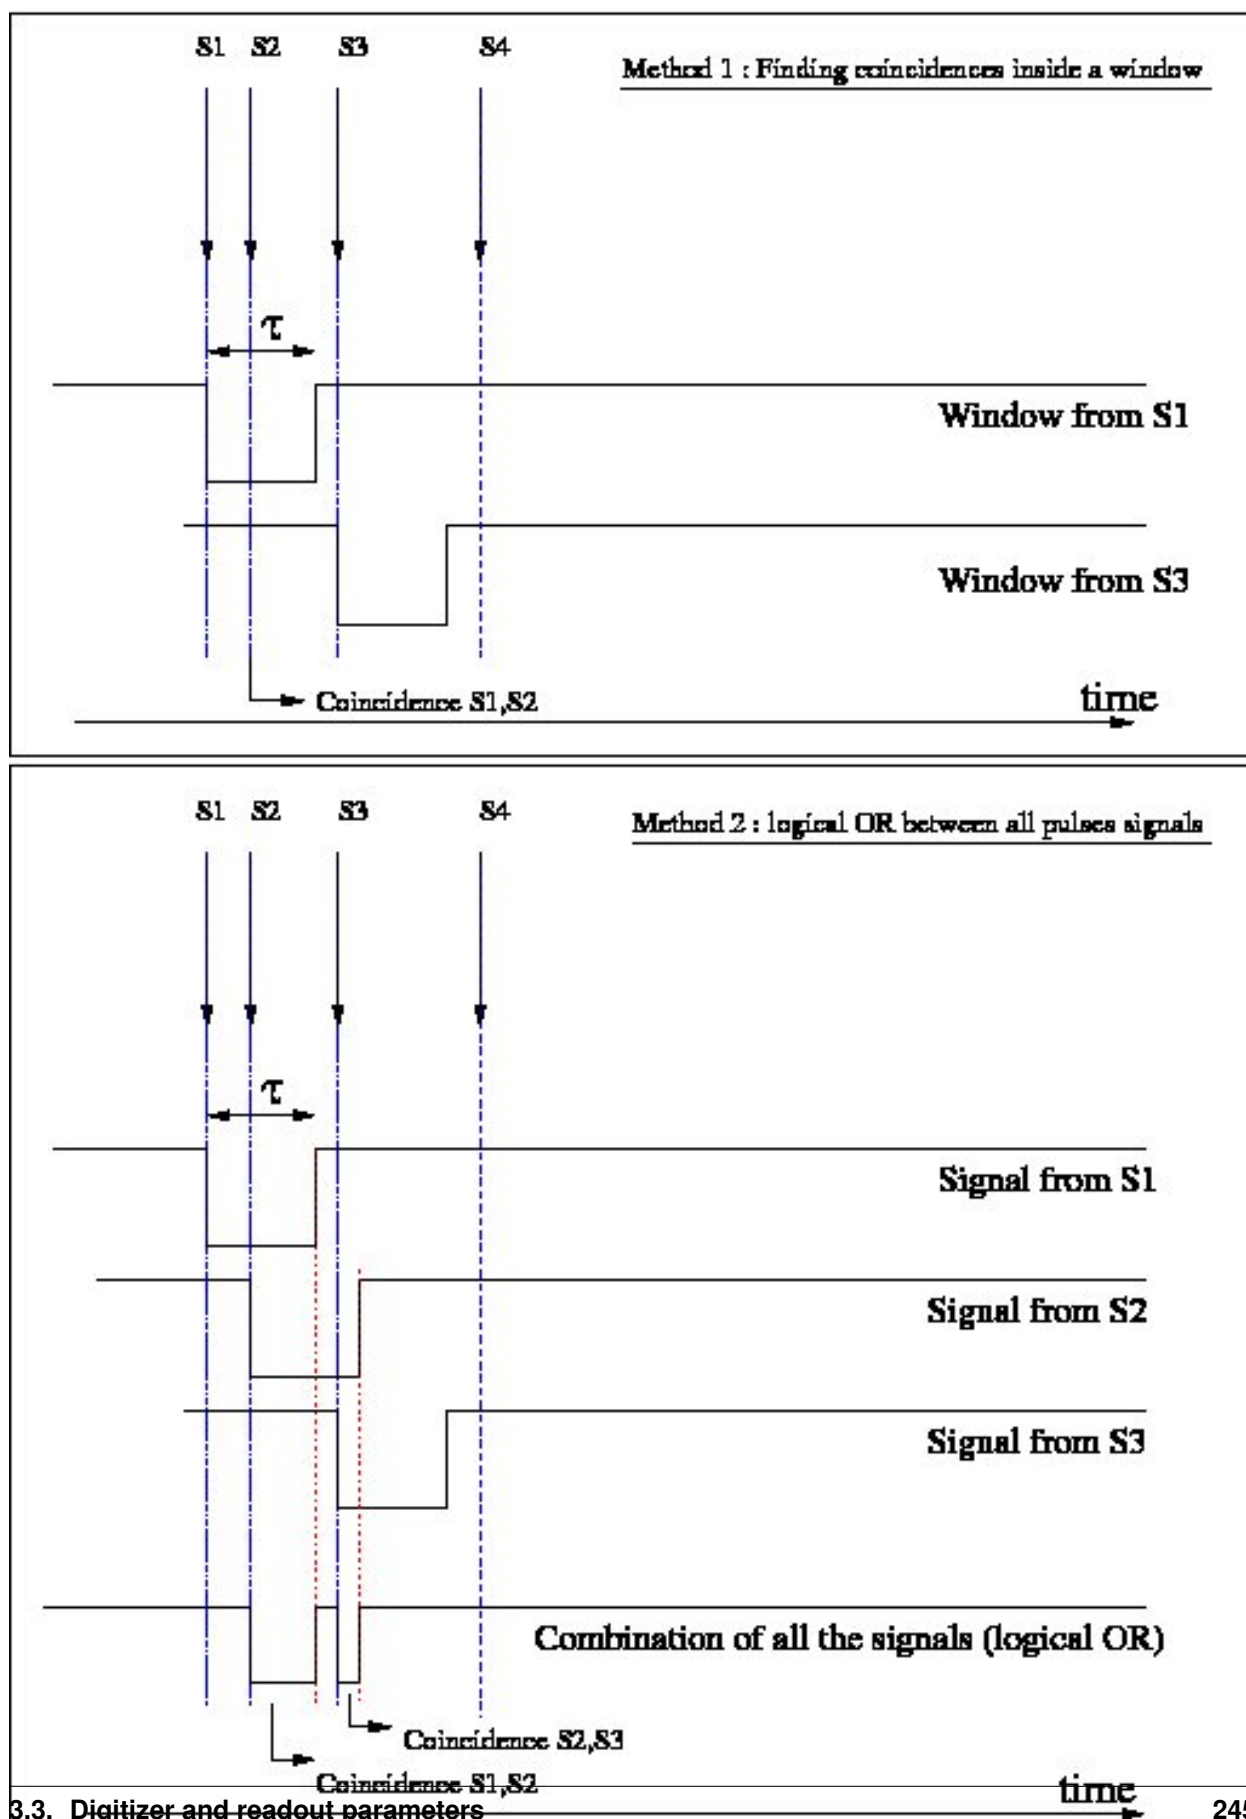 S1 S2 S3 S4
Method 1 : Finding coincidences inside a window
τ
Window from S1
Window from S3
Coincidence S1,S2
time
S1 S2 S3 S4
Method 2 : logical OR between all pulses signals
τ
Signal from S1
Signal from S2
Signal from S3
Combination of all the signals (logical OR)
Coincidence S2,S3
Coincidence S1,S2
time
3.3. Digitizer and readout parameters